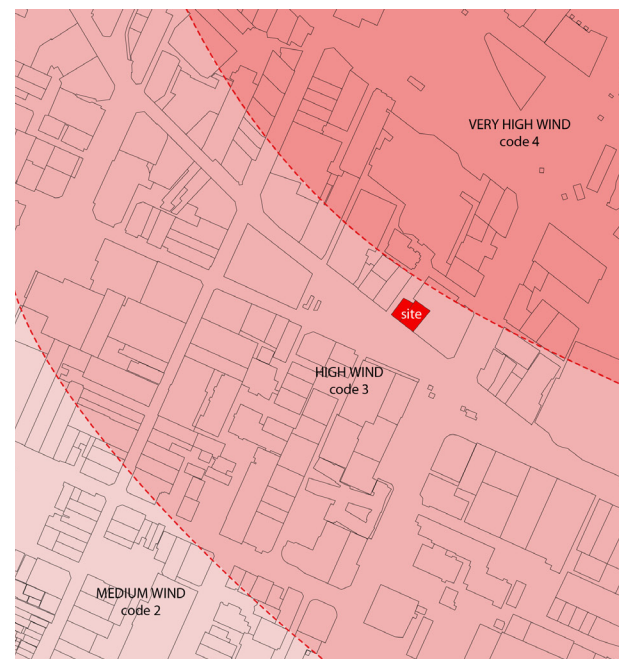 VERY HIGH WIND
code 4
site
HIGH WIND
code 3
MEDIUM WIND
code 2